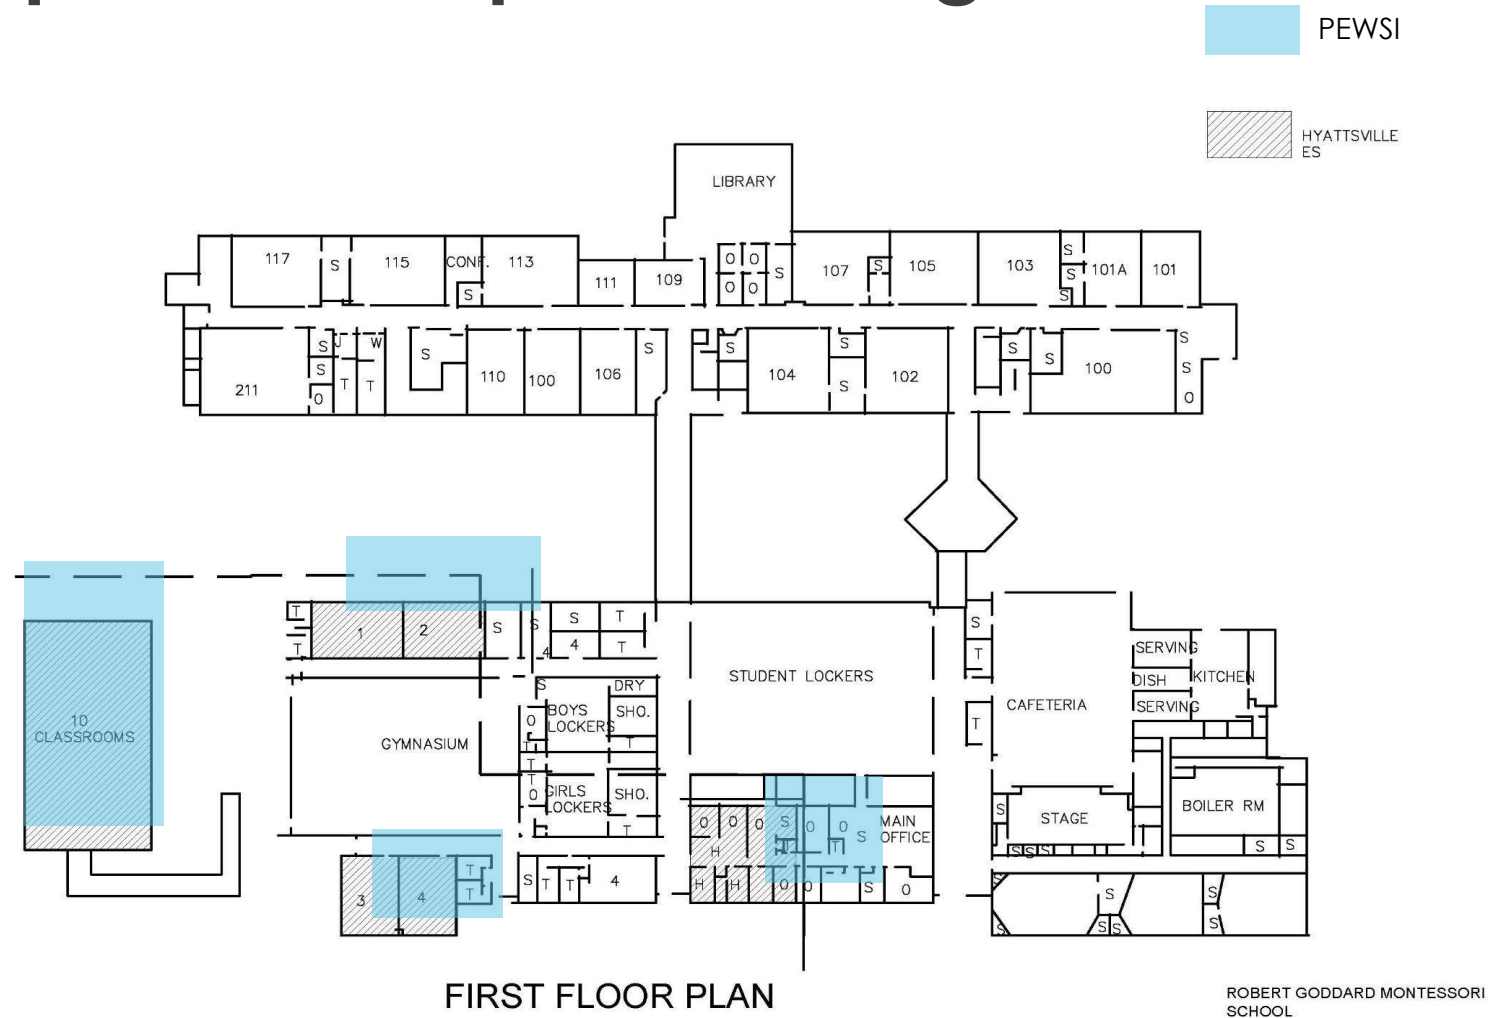 PEWSI
HYATTSVILLE
ES
LIBRARY
117
S
115
CONF.
S
113
111
109
O
O
O
O
S
107
S
105
103
S
S
S
101A
101
211
S
S
O
J
W
T
T
S
110
100
106
S
S
104
S
S
102
S
S
100
S
S
O
10
CLASSROOMS
T
T
1
2
S
S
4
S
4
T
T
GYMNASIUM
S
DRY
BOYS
LOCKERS
SHO.
O
T
T
T
T
O
GIRLS
LOCKERS
SHO.
T
STUDENT LOCKERS
S
T
T
CAFETERIA
SERVING
DISH
KITCHEN
SERVING
3
4
T
T
S
T
T
4
O
O
O
S
O
O
H
T
T
S
MAIN
OFFICE
H
H
O
O
S
O
S
STAGE
S
S
S
BOILER RM
S
S
S
S
S
S
S
S
S
FIRST FLOOR PLAN
ROBERT GODDARD MONTESSORI
SCHOOL